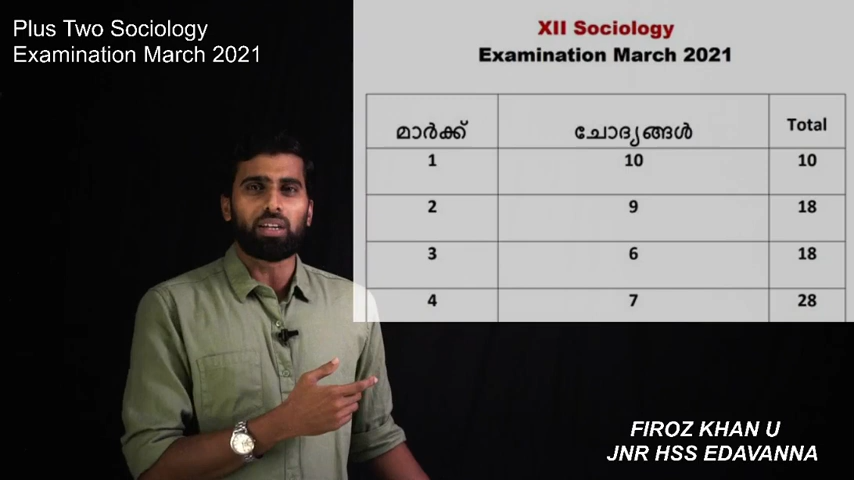 Plus Two Sociology
Examination March 2021
XII Sociology
Examination March 2021
മാർക്ക് ചോദ്യങ്ങൾ Total
1 10 10
2 9 18
3 6 18
4 7 28
FIROZ KHAN U
JNR HSS EDAVANNA